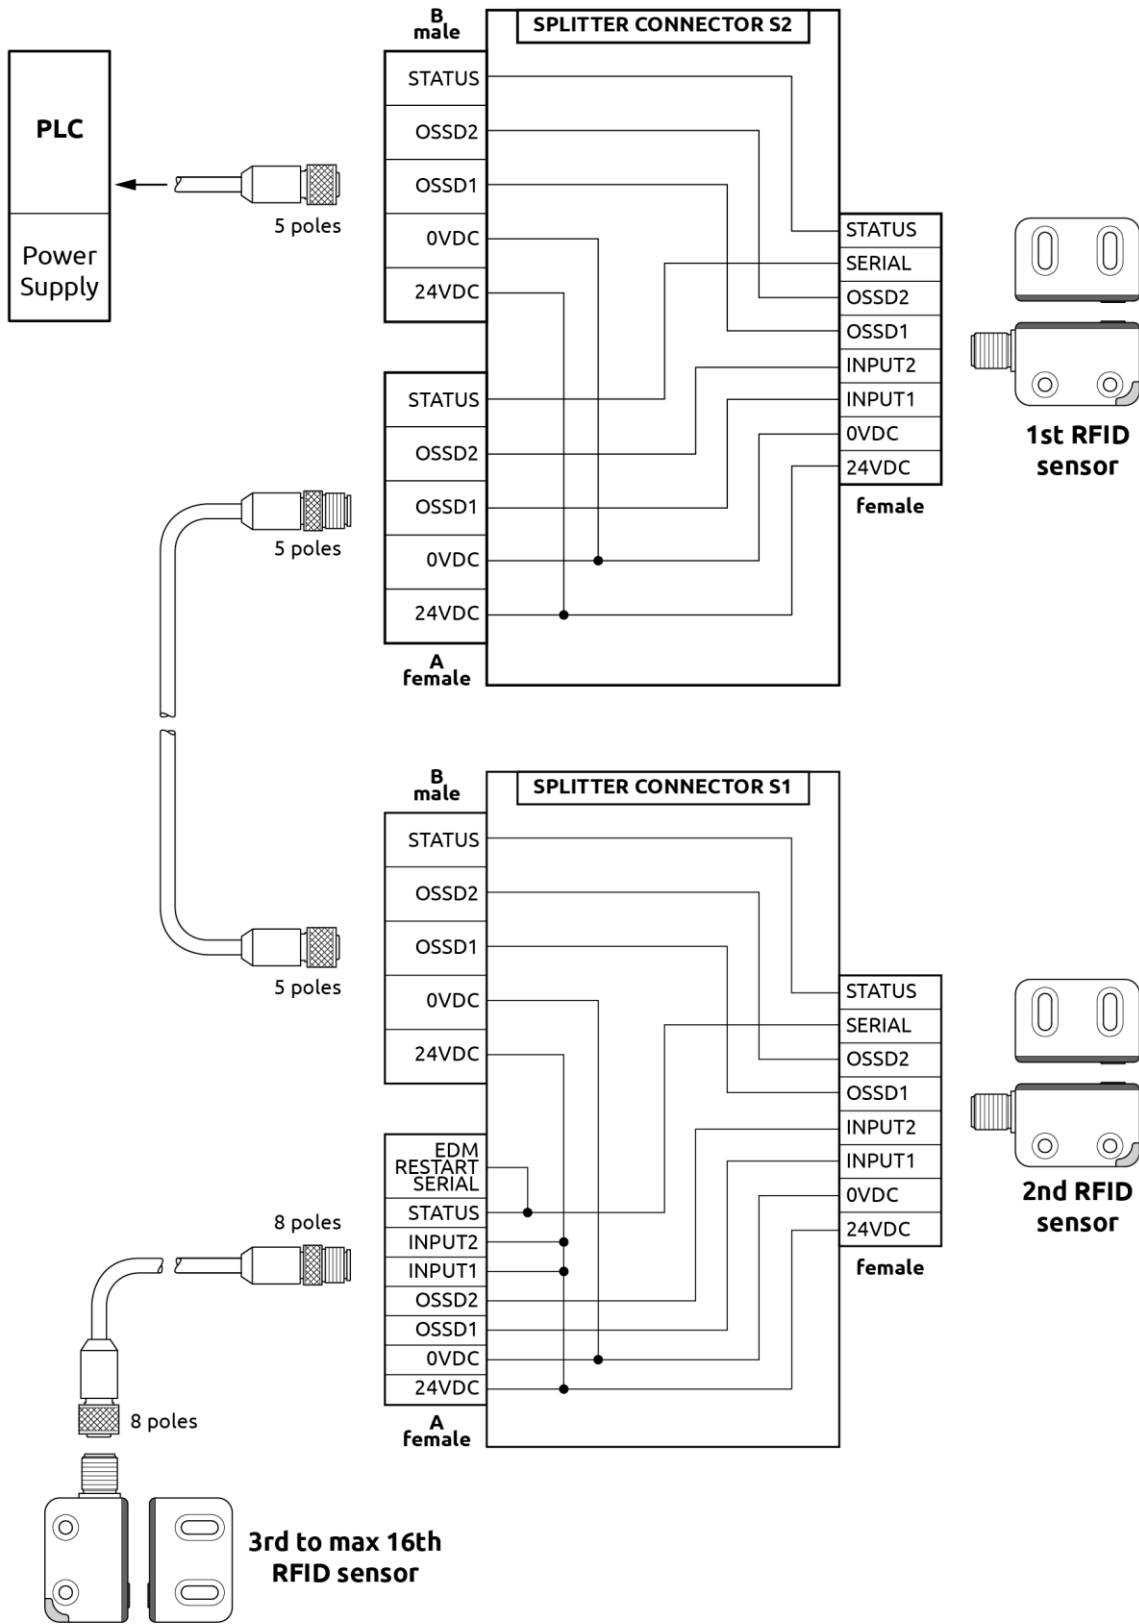 B
male
SPLITTER CONNECTOR S2
PLC
Power
Supply
5 poles
STATUS
OSSD2
OSSD1
0VDC
24VDC
STATUS
OSSD2
OSSD1
0VDC
24VDC
A
female
5 poles
STATUS
SERIAL
OSSD2
OSSD1
INPUT2
INPUT1
0VDC
24VDC
female
1st RFID
sensor
B
male
SPLITTER CONNECTOR S1
5 poles
STATUS
OSSD2
OSSD1
0VDC
24VDC
EDM
RESTART
SERIAL
STATUS
INPUT2
INPUT1
OSSD2
OSSD1
0VDC
24VDC
A
female
8 poles
8 poles
STATUS
SERIAL
OSSD2
OSSD1
INPUT2
INPUT1
0VDC
24VDC
female
2nd RFID
sensor
3rd to max 16th
RFID sensor